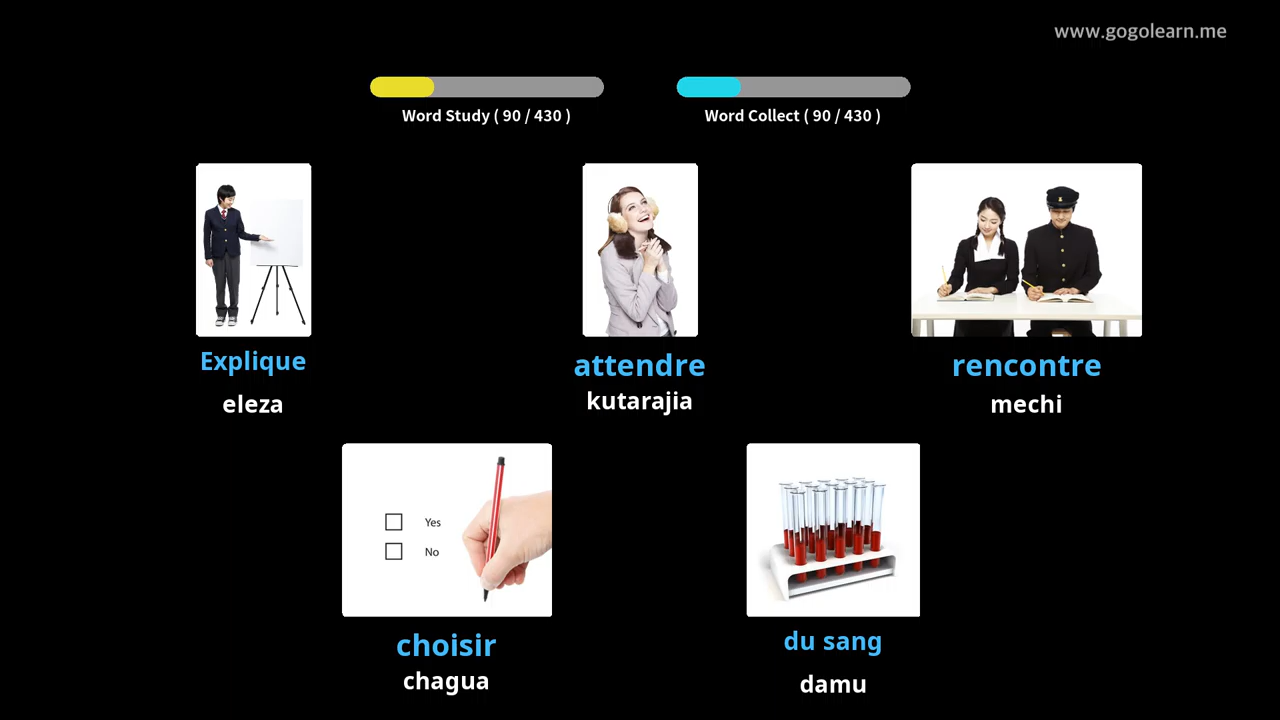 www.gogolearn.me
Word Study ( 90 / 430 )
Word Collect ( 90 / 430 )
Explique
eleza
attendre
kutarajia
rencontre
mechi
Yes
No
choisir
chagua
du sang
damu